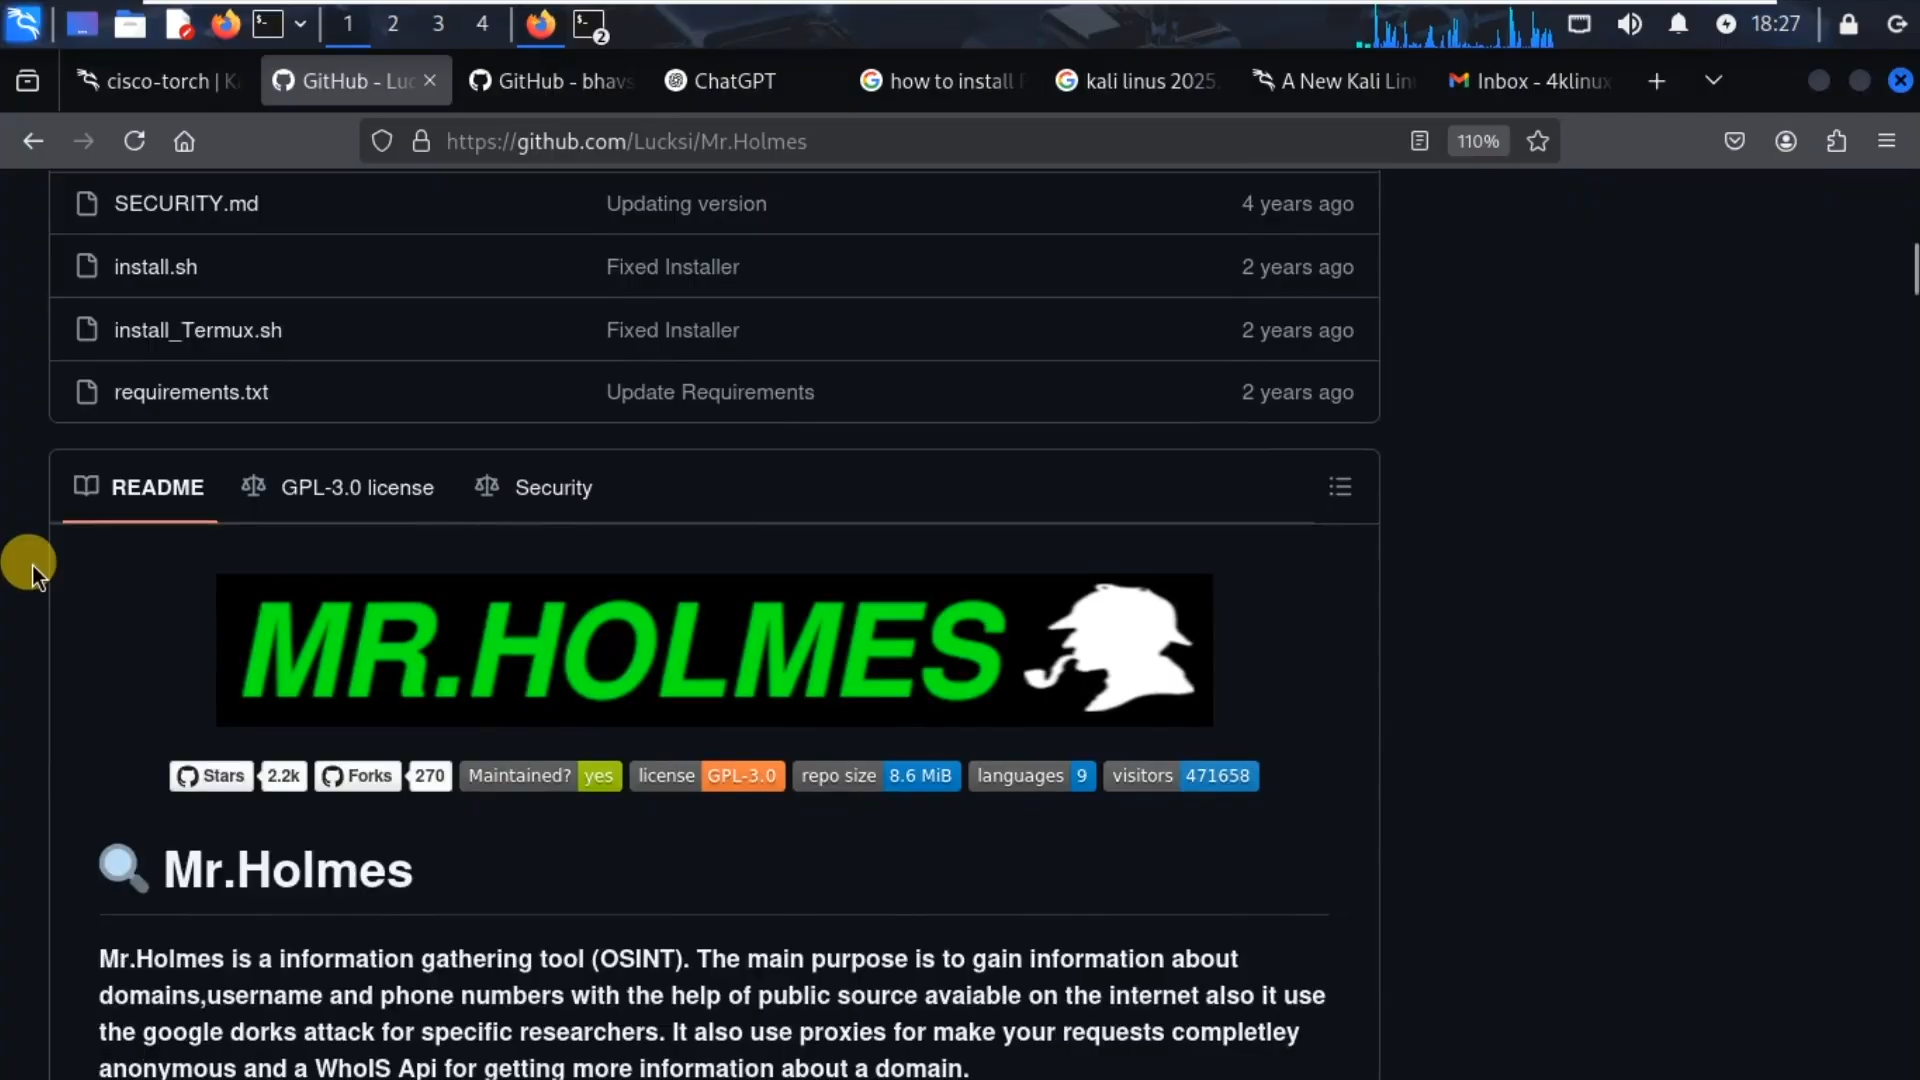 1 2 3 4 2 18:27
cisco-torch | K
GitHub - Luc
GitHub - bhavs
ChatGPT
how to install
kali linus 2025.
A New Kali Lin
Inbox - 4klinux
https://github.com/Lucksi/Mr.Holmes 110%
SECURITY.md Updating version 4 years ago
install.sh Fixed Installer 2 years ago
install_Termux.sh Fixed Installer 2 years ago
requirements.txt Update Requirements 2 years ago
README GPL-3.0 license Security
MR.HOLMES
Stars 2.2k Forks 270 Maintained? yes license GPL-3.0 repo size 8.6 MiB languages 9 visitors 471658
Mr.Holmes
Mr.Holmes is a information gathering tool (OSINT). The main purpose is to gain information about
domains,username and phone numbers with the help of public source avaiable on the internet also it use
the google dorks attack for specific researchers. It also use proxies for make your requests completley
anonymous and a WhoIS Api for getting more information about a domain.